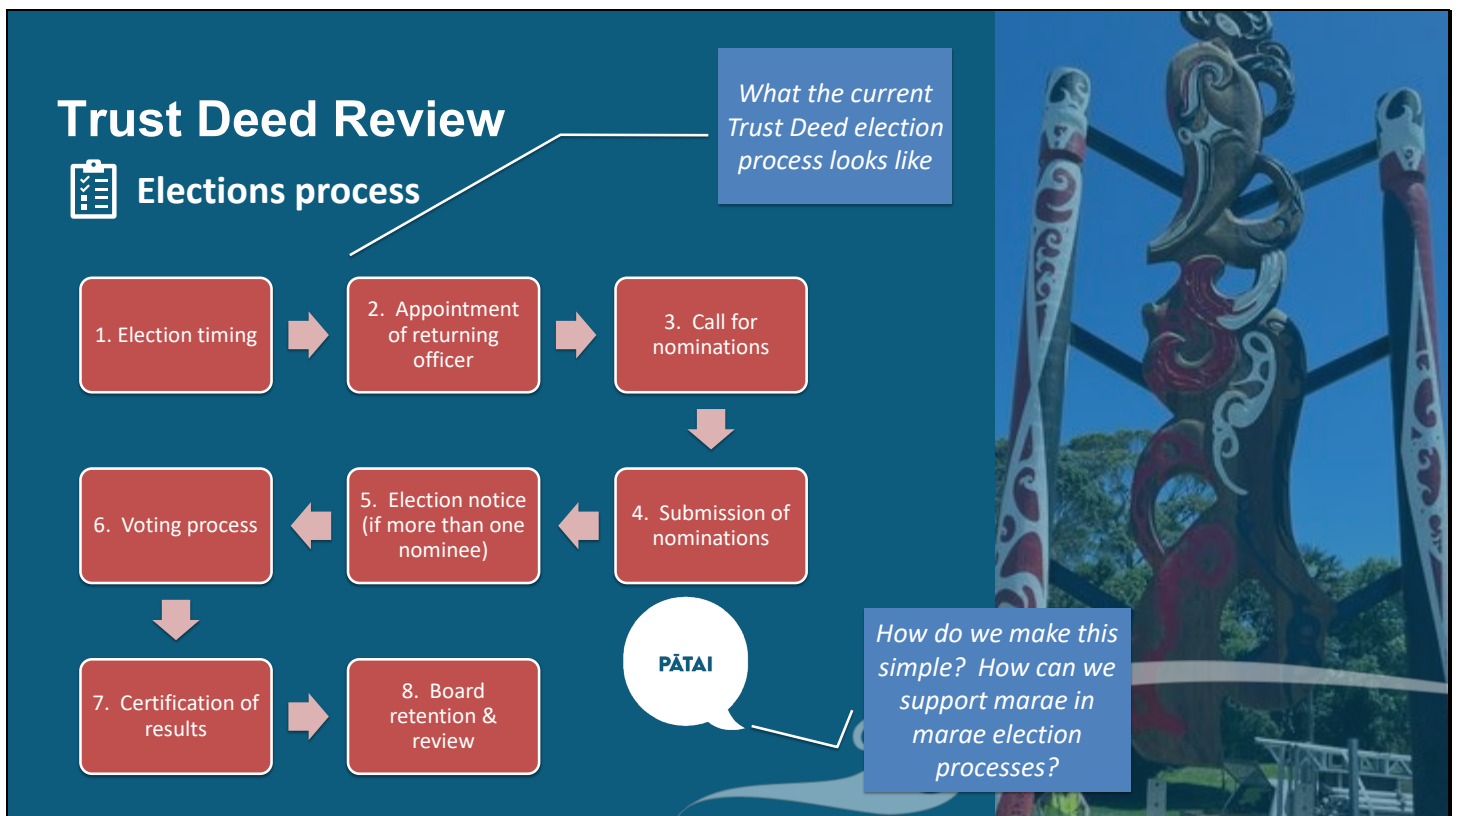 Trust Deed Review
Elections process
What the current
Trust Deed election
process looks like
1. Election timing
2. Appointment
of returning
officer
3. Call for
nominations
4. Submission of
nominations
5. Election notice
(if more than one
nominee)
6. Voting process
7. Certification of
results
8. Board
retention &
review
PĀTAI
How do we make this
simple? How can we
support marae in
marae election
processes?